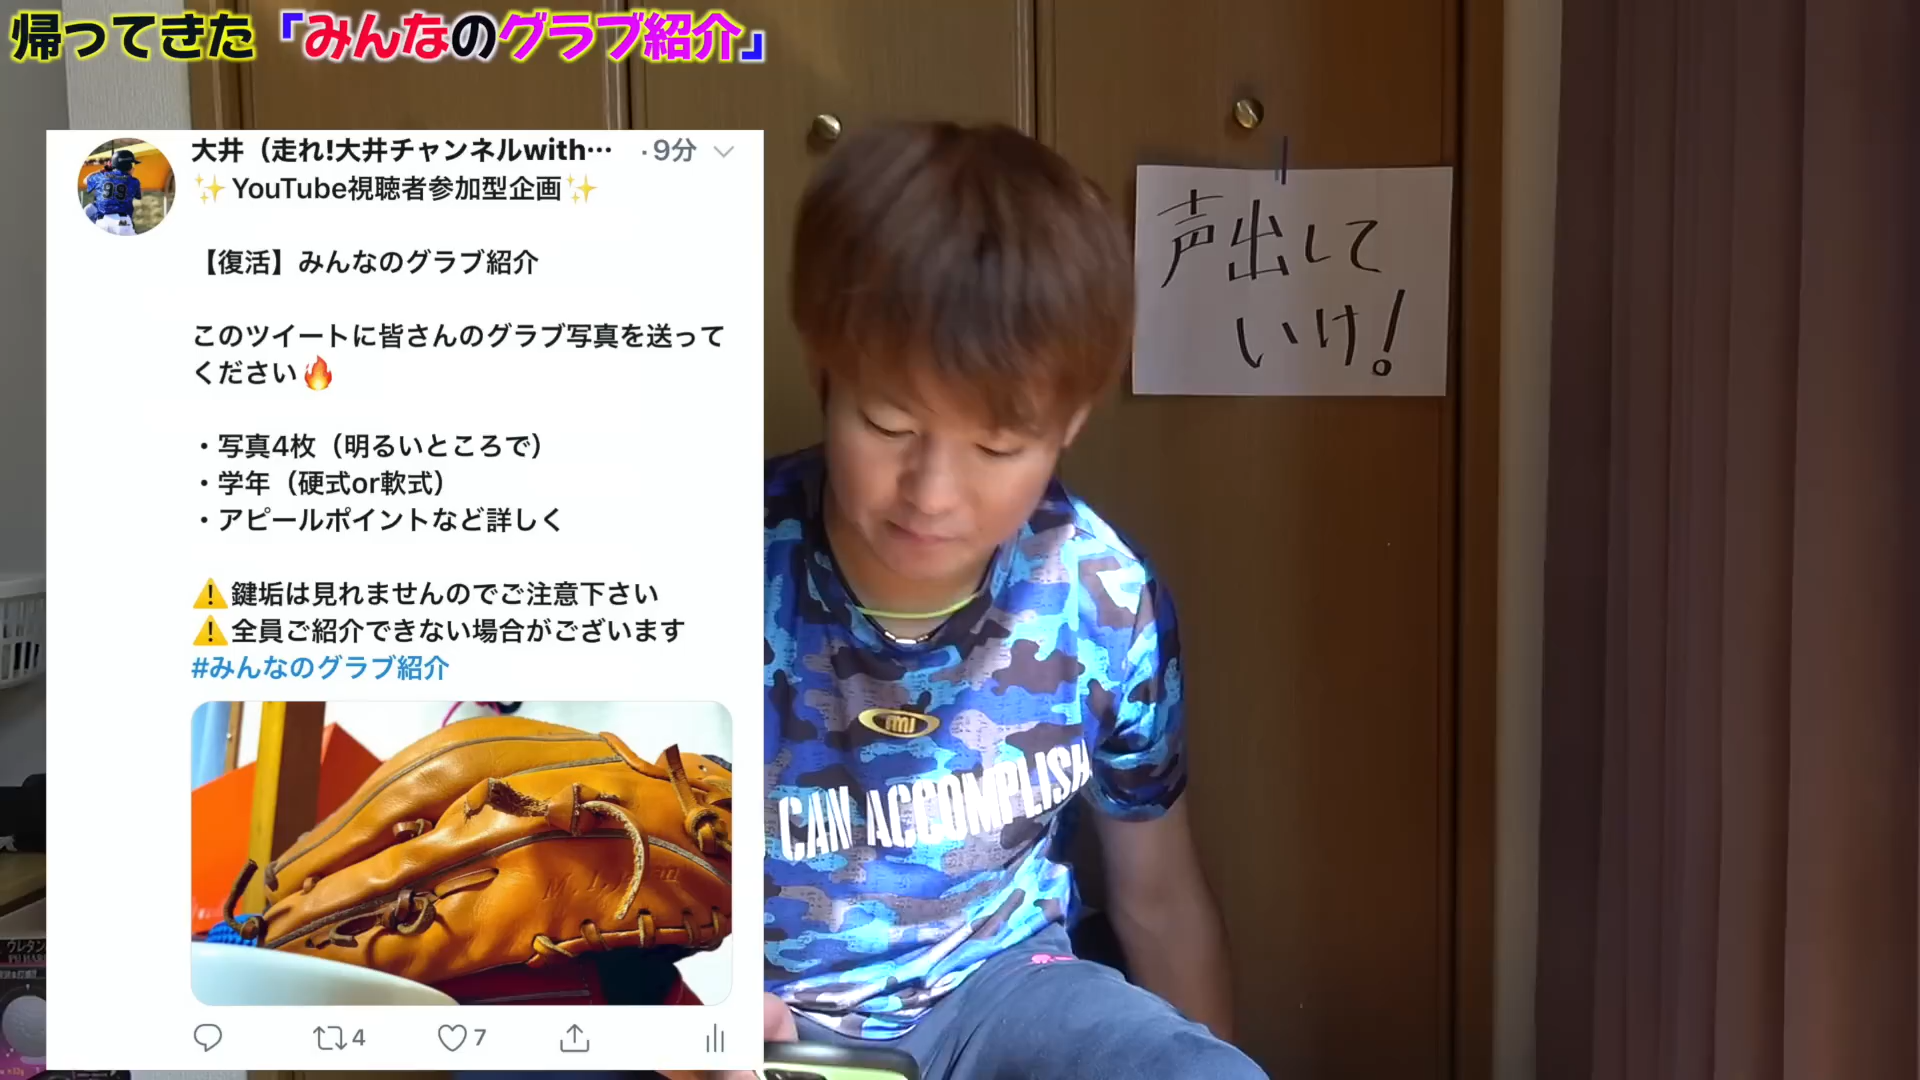 帰ってきた「みんなのグラブ紹介」
大井（走れ!大井チャンネルwith… ・9分
✨YouTube視聴者参加型企画✨
【復活】みんなのグラブ紹介
このツイートに皆さんのグラブ写真を送って
ください🔥
・写真4枚（明るいところで）
・学年（硬式or軟式）
・アピールポイントなど詳しく
⚠️鍵垢は見れませんのでご注意下さい
⚠️全員ご紹介できない場合がございます
#みんなのグラブ紹介
4 7
声出して
いけ!
CAN ACCOMPLISH
99
ウレタン